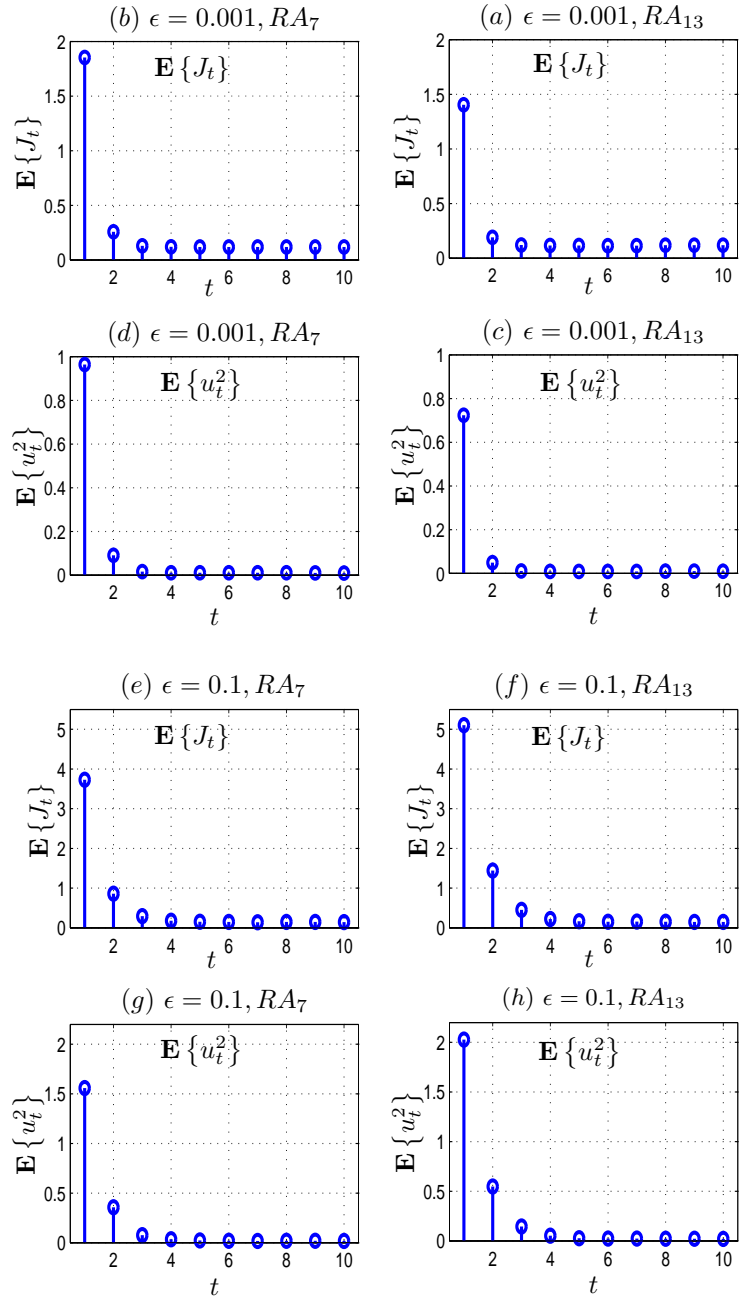 (b) ϵ = 0.001, RA₇
E {Jₜ}
E {Jₜ}
2
1.5
1
0.5
0
2 4 6 8 10
t
(a) ϵ = 0.001, RA₁₃
E {Jₜ}
E {Jₜ}
2
1.5
1
0.5
0
2 4 6 8 10
t
(d) ϵ = 0.001, RA₇
E {uₜ²}
E {uₜ²}
1
0.8
0.6
0.4
0.2
0
2 4 6 8 10
t
(c) ϵ = 0.001, RA₁₃
E {uₜ²}
E {uₜ²}
1
0.8
0.6
0.4
0.2
0
2 4 6 8 10
t
(e) ϵ = 0.1, RA₇
E {Jₜ}
E {Jₜ}
5
4
3
2
1
0
2 4 6 8 10
t
(f) ϵ = 0.1, RA₁₃
E {Jₜ}
E {Jₜ}
5
4
3
2
1
0
2 4 6 8 10
t
(g) ϵ = 0.1, RA₇
E {uₜ²}
E {uₜ²}
2
1.5
1
0.5
0
2 4 6 8 10
t
(h) ϵ = 0.1, RA₁₃
E {uₜ²}
E {uₜ²}
2
1.5
1
0.5
0
2 4 6 8 10
t